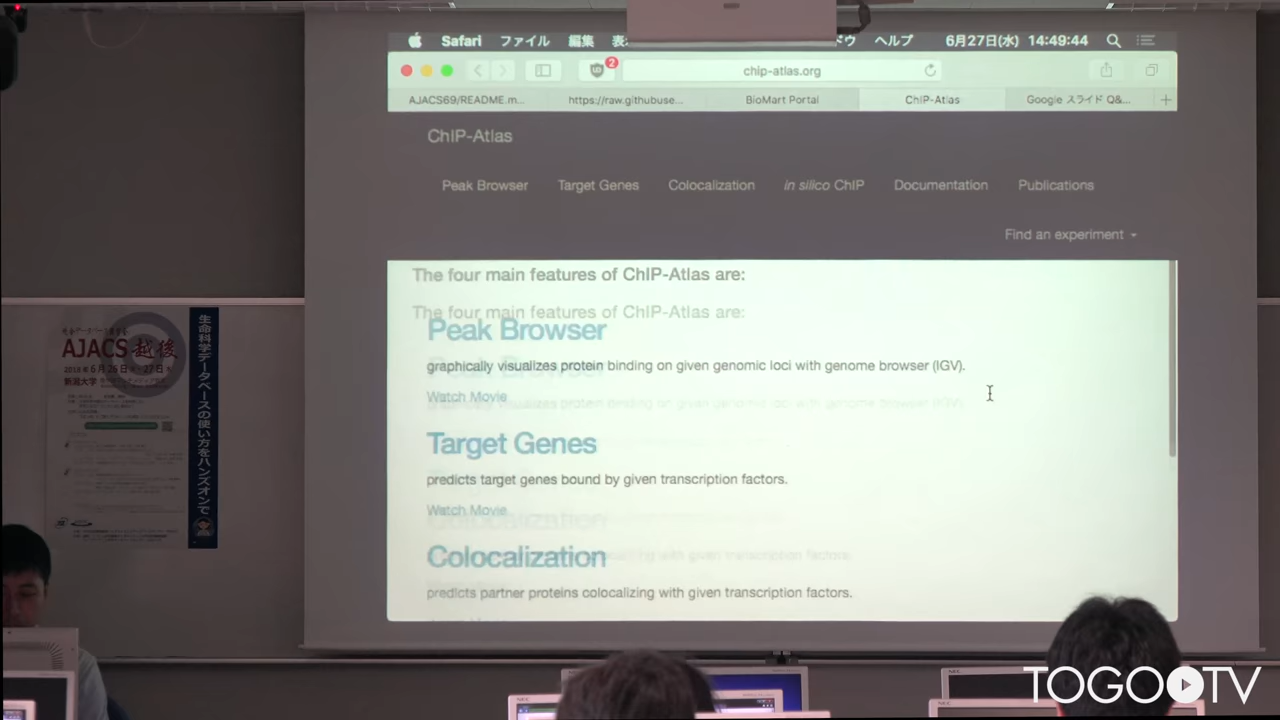 Safari ファイル 編集 ヘルプ 6月27日(水) 14:49:44
2
chip-atlas.org
AJACS69/README.m... https://raw.githubuse... BioMart Portal ChIP-Atlas Google スライド Q&...
ChIP-Atlas
Peak Browser Target Genes Colocalization in silico ChIP Documentation Publications
Find an experiment
The four main features of ChIP-Atlas are:
The four main features of ChIP-Atlas are:
Peak Browser
graphically visualizes protein binding on given genomic loci with genome browser (IGV).
Watch Movie
Target Genes
predicts target genes bound by given transcription factors.
Watch Movie
Colocalization
predicts partner proteins colocalizing with given transcription factors.
AJACS 越後
新潟大学
生命科学データベースの使い方をハンズオンで
NEC
NEC
NEC
NEC
TOGO TV